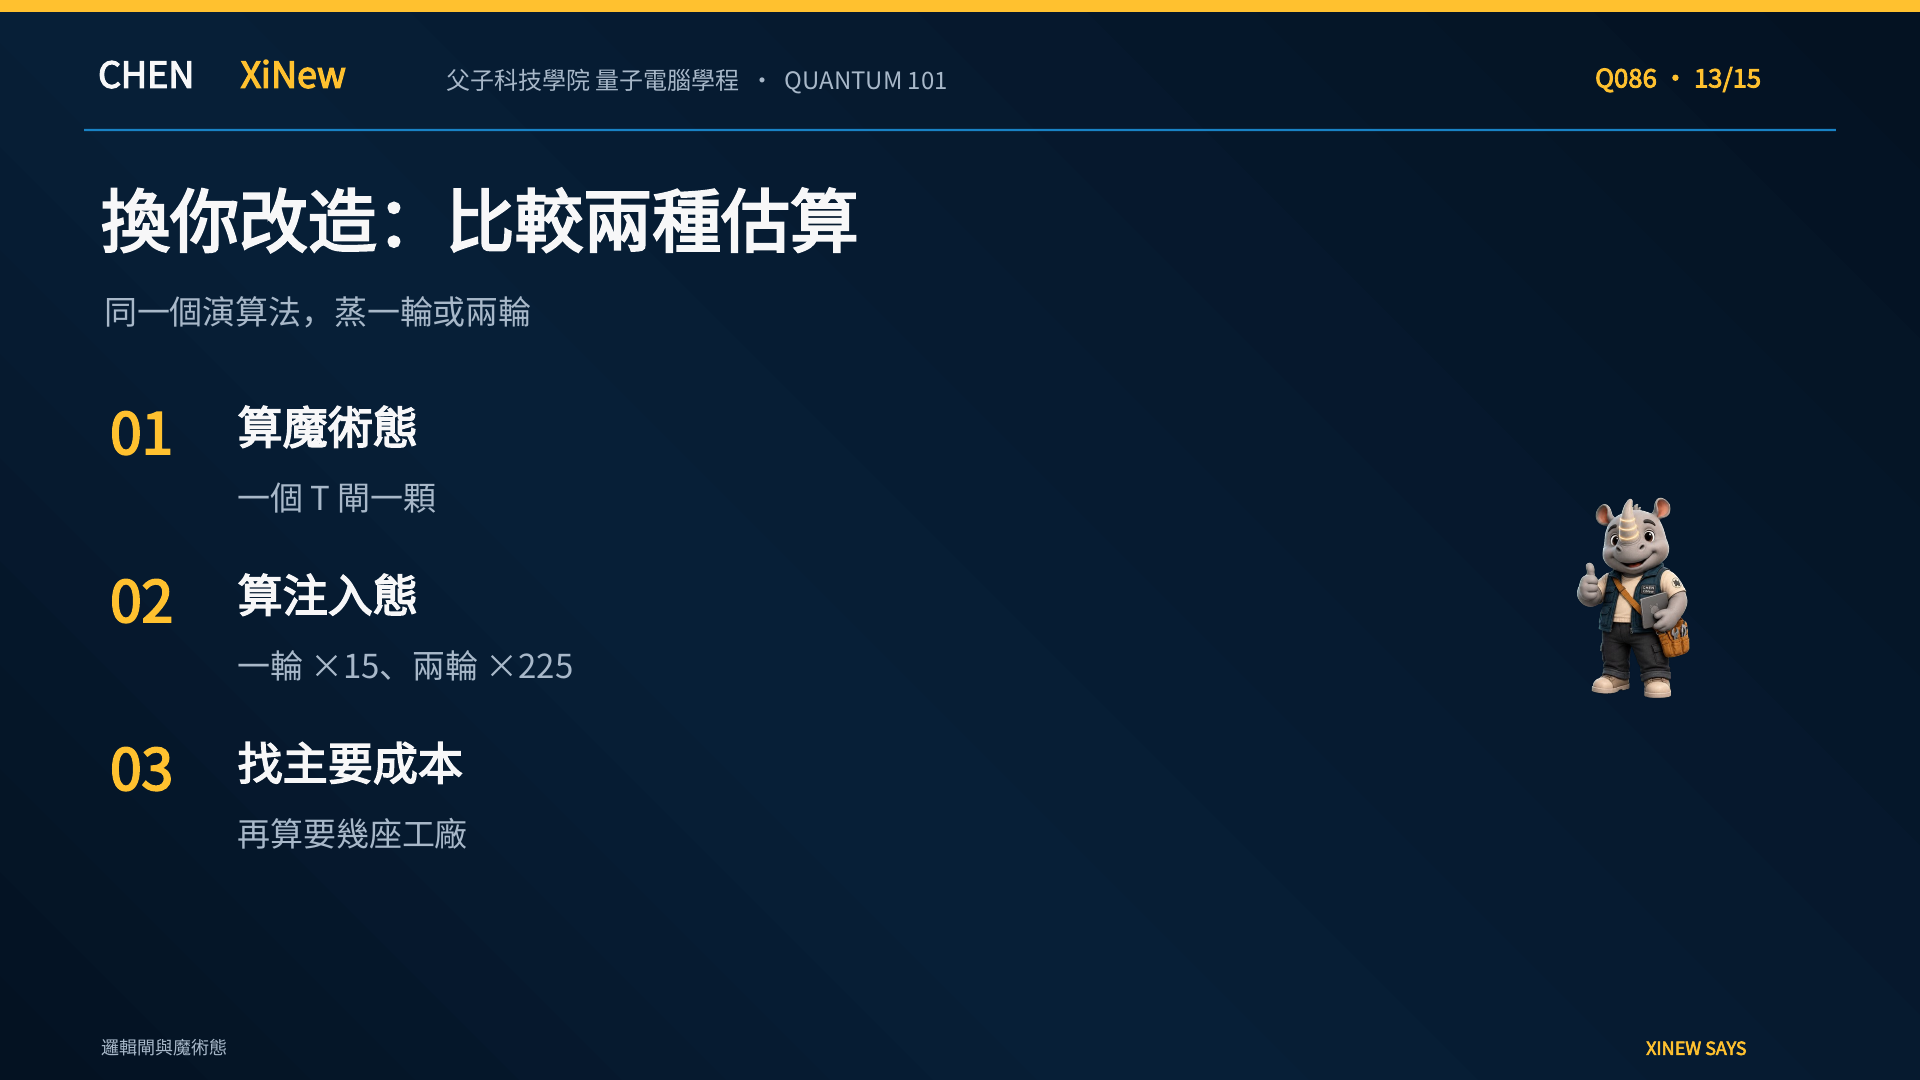 CHEN XiNew 父子科技學院 量子電腦學程 • QUANTUM 101 Q086 • 13/15
換你改造：比較兩種估算
同一個演算法，蒸一輪或兩輪
01 算魔術態
一個 T 閘一顆
02 算注入態
一輪 ×15、兩輪 ×225
03 找主要成本
再算要幾座工廠
邏輯閘與魔術態 XINEW SAYS